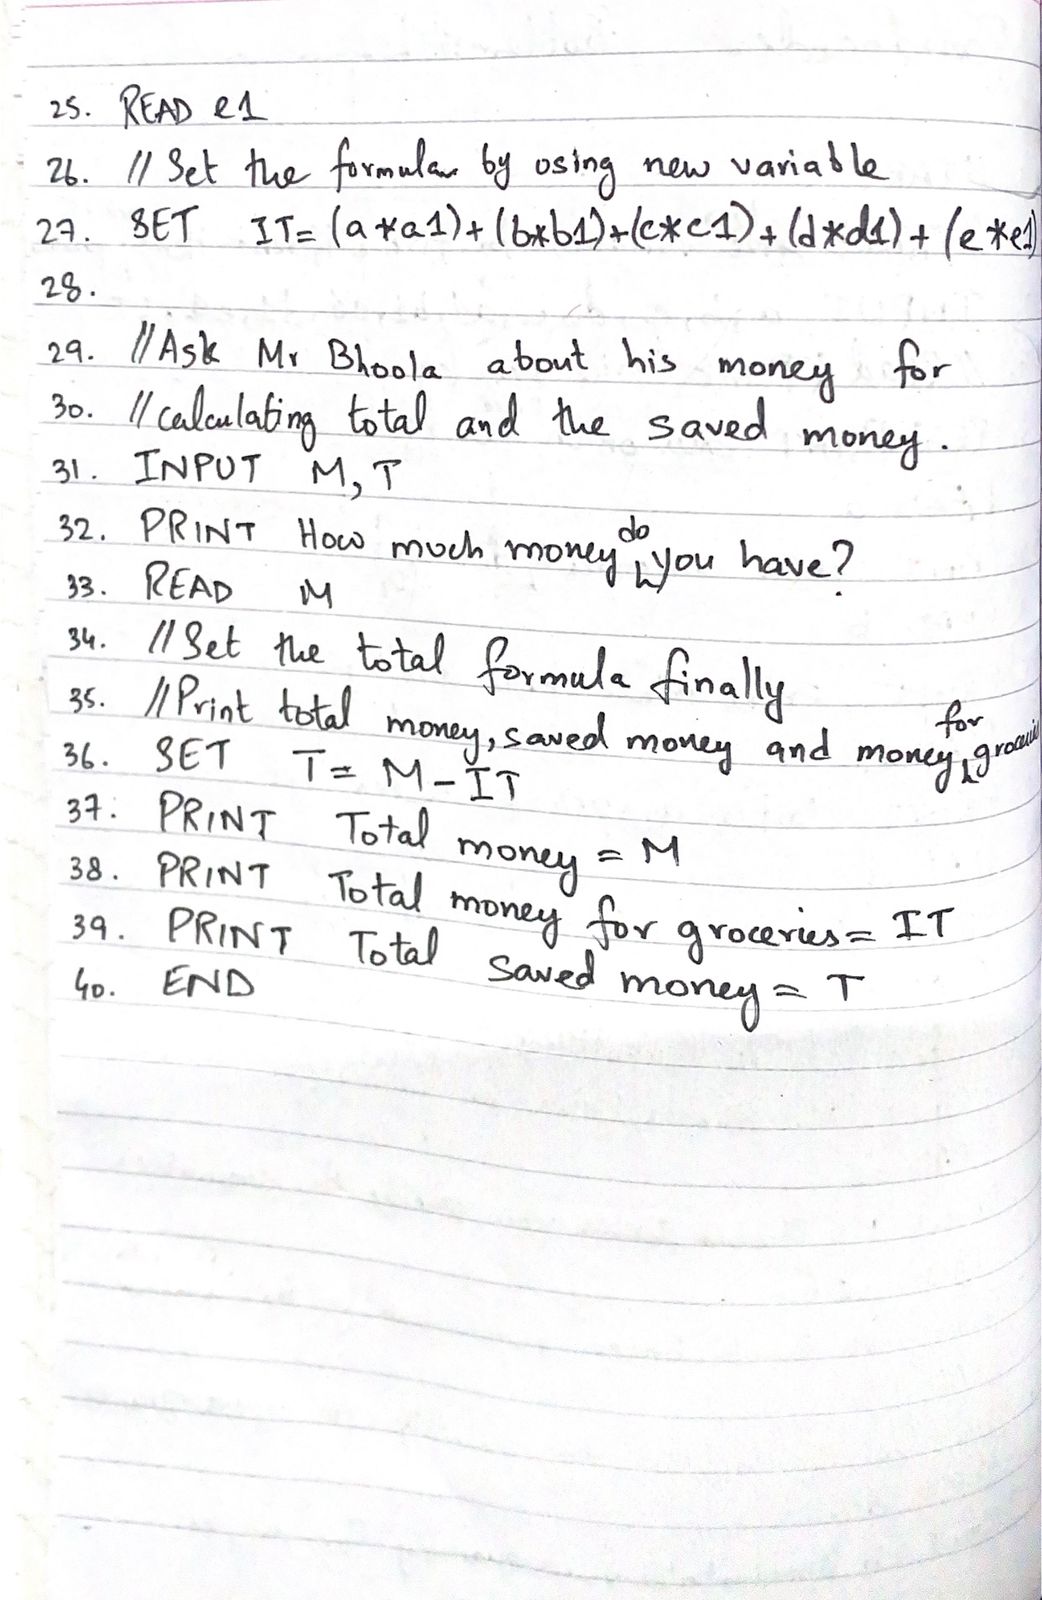 25. READ e1
26. // Set the formula by using new variable
27. SET IT= (a*a1)+(b*b1)+(c*c1)+(d*d1)+(e*e1)
28.
29. //Ask Mr Bhoola about his money for
30. //calculating total and the saved money.
31. INPUT M, T
32. PRINT How much money do you have?
33. READ M
34. //Set the total formula finally
35. //Print total money, saved money and money for
36. SET T= M-IT
37. PRINT Total money = M
38. PRINT Total money for groceries= IT
39. PRINT Total saved money = T
40. END